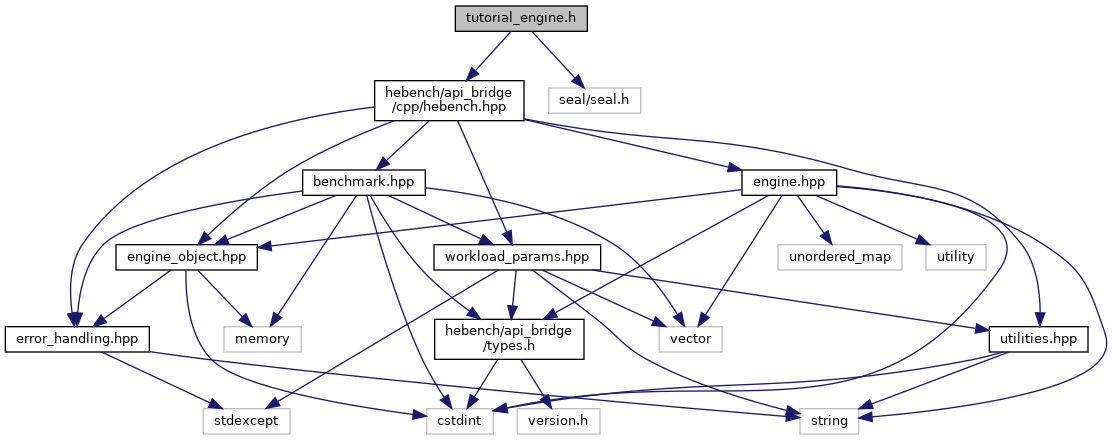 tutorial_engine.h
hebench/api_bridge
/cpp/hebench.hpp
seal/seal.h
benchmark.hpp
engine.hpp
engine_object.hpp
workload_params.hpp
unordered_map
utility
error_handling.hpp
memory
hebench/api_bridge
/types.h
vector
utilities.hpp
stdexcept
cstdint
version.h
string